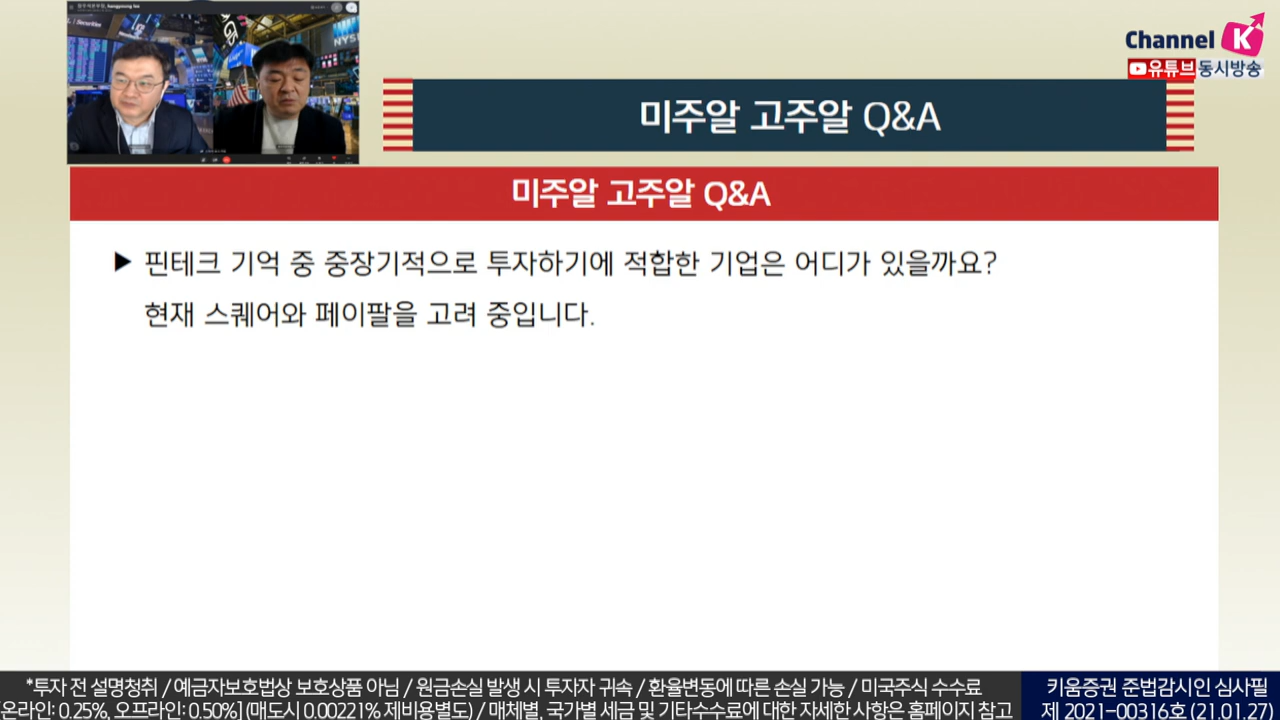 Channel K
유튜브 동시방송
NYSE
미주알 고주알 Q&A
미주알 고주알 Q&A
▶ 핀테크 기억 중 중장기적으로 투자하기에 적합한 기업은 어디가 있을까요?
현재 스퀘어와 페이팔을 고려 중입니다.
*투자 전 설명청취 / 예금자보호법상 보호상품 아님 / 원금손실 발생 시 투자자 귀속 / 환율변동에 따른 손실 가능 / 미국주식 수수료
온라인: 0.25%, 오프라인: 0.50%] (매도시 0.00221% 제비용별도) / 매체별, 국가별 세금 및 기타수수료에 대한 자세한 사항은 홈페이지 참고
키움증권 준법감시인 심사필
제 2021-00316호 (21.01.27)